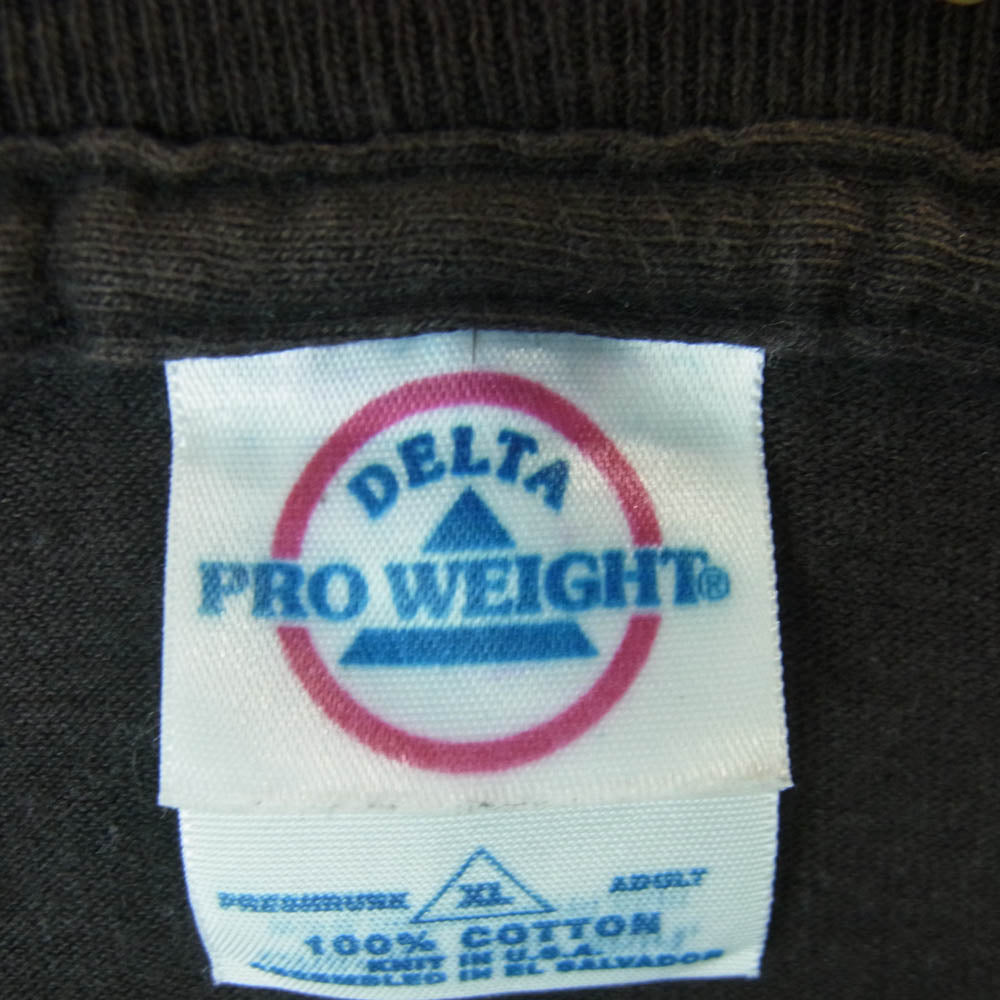 DELTA
PRO WEIGHT®
PRESHRUNK XL ADULT
100% COTTON
KNIT IN U.S.A.
ASSEMBLED IN EL SALVADOR